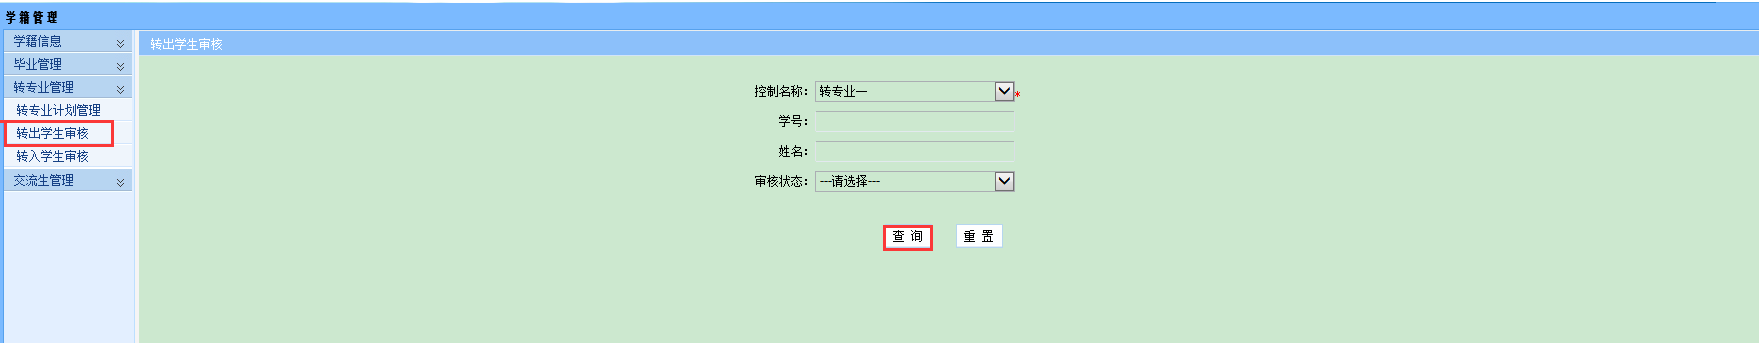 学籍管理
学籍信息
毕业管理
转专业管理
转专业计划管理
转出学生审核
转入学生审核
交流生管理
转出学生审核
控制名称： 转专业一 *
学号：
姓名：
审核状态： ---请选择---
查 询 重 置